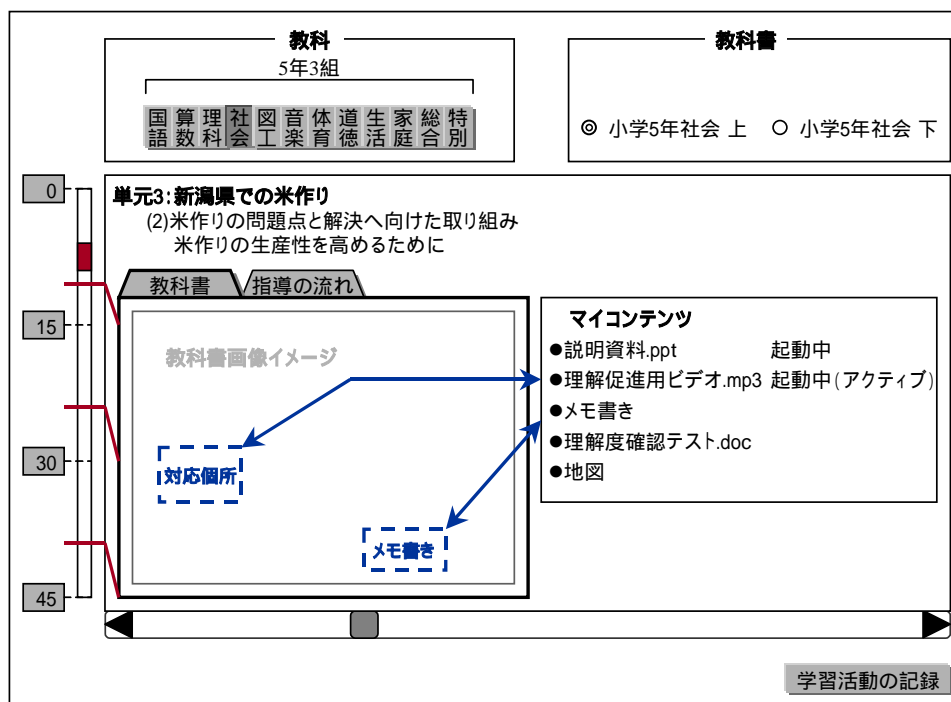 教科
5年3組
国語 算数 理科 社会 図工 音楽 体育 道徳 生活 家庭 総合 特別
教科書
◎ 小学5年社会 上 ○ 小学5年社会 下
0
15
30
45
単元3:新潟県での米作り
(2)米作りの問題点と解決へ向けた取り組み
米作りの生産性を高めるために
教科書 指導の流れ
教科書画像イメージ
対応個所
メモ書き
マイコンテンツ
●説明資料.ppt 起動中
●理解促進用ビデオ.mp3 起動中(アクティブ)
●メモ書き
●理解度確認テスト.doc
●地図
学習活動の記録